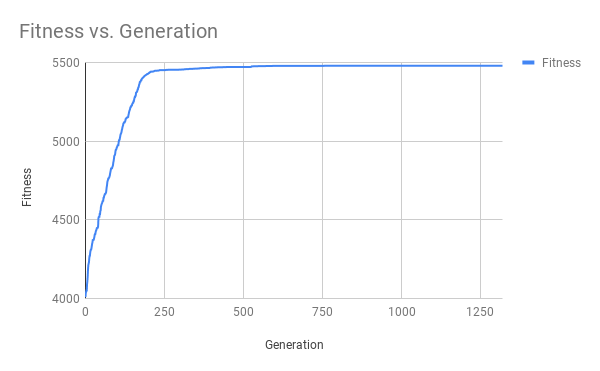 Fitness vs. Generation
5500
5000
4500
4000
0 250 500 750 1000 1250
Fitness
Generation
Fitness